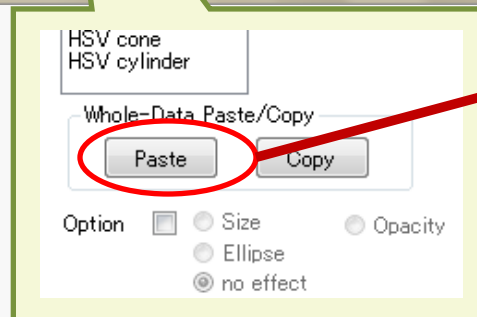 HSV cone
HSV cylinder
Whole-Data Paste/Copy
Paste Copy
Option Size Opacity
Ellipse
no effect